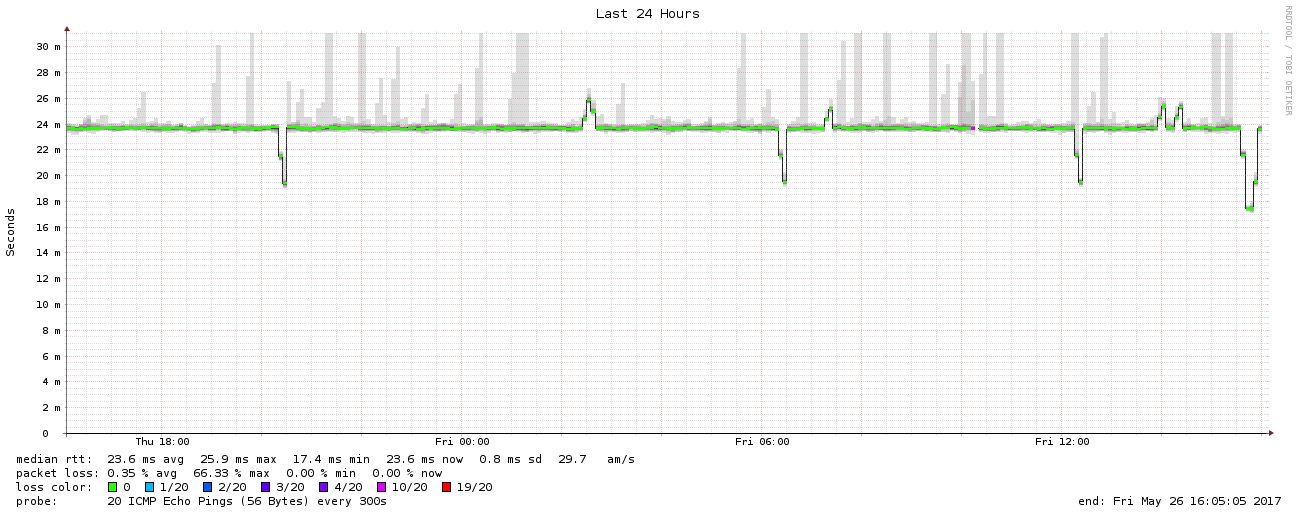 Last 24 Hours
RRDTOOL / TOBI OETIKER
Seconds
30 m
28 m
26 m
24 m
22 m
20 m
18 m
16 m
14 m
12 m
10 m
8 m
6 m
4 m
2 m
0
Thu 18:00 Fri 00:00 Fri 06:00 Fri 12:00
median rtt: 23.6 ms avg 25.9 ms max 17.4 ms min 23.6 ms now 0.8 ms sd 29.7 am/s
packet loss: 0.35 % avg 66.33 % max 0.00 % min 0.00 % now
loss color: 0 1/20 2/20 3/20 4/20 10/20 19/20
probe: 20 ICMP Echo Pings (56 Bytes) every 300s end: Fri May 26 16:05:05 2017